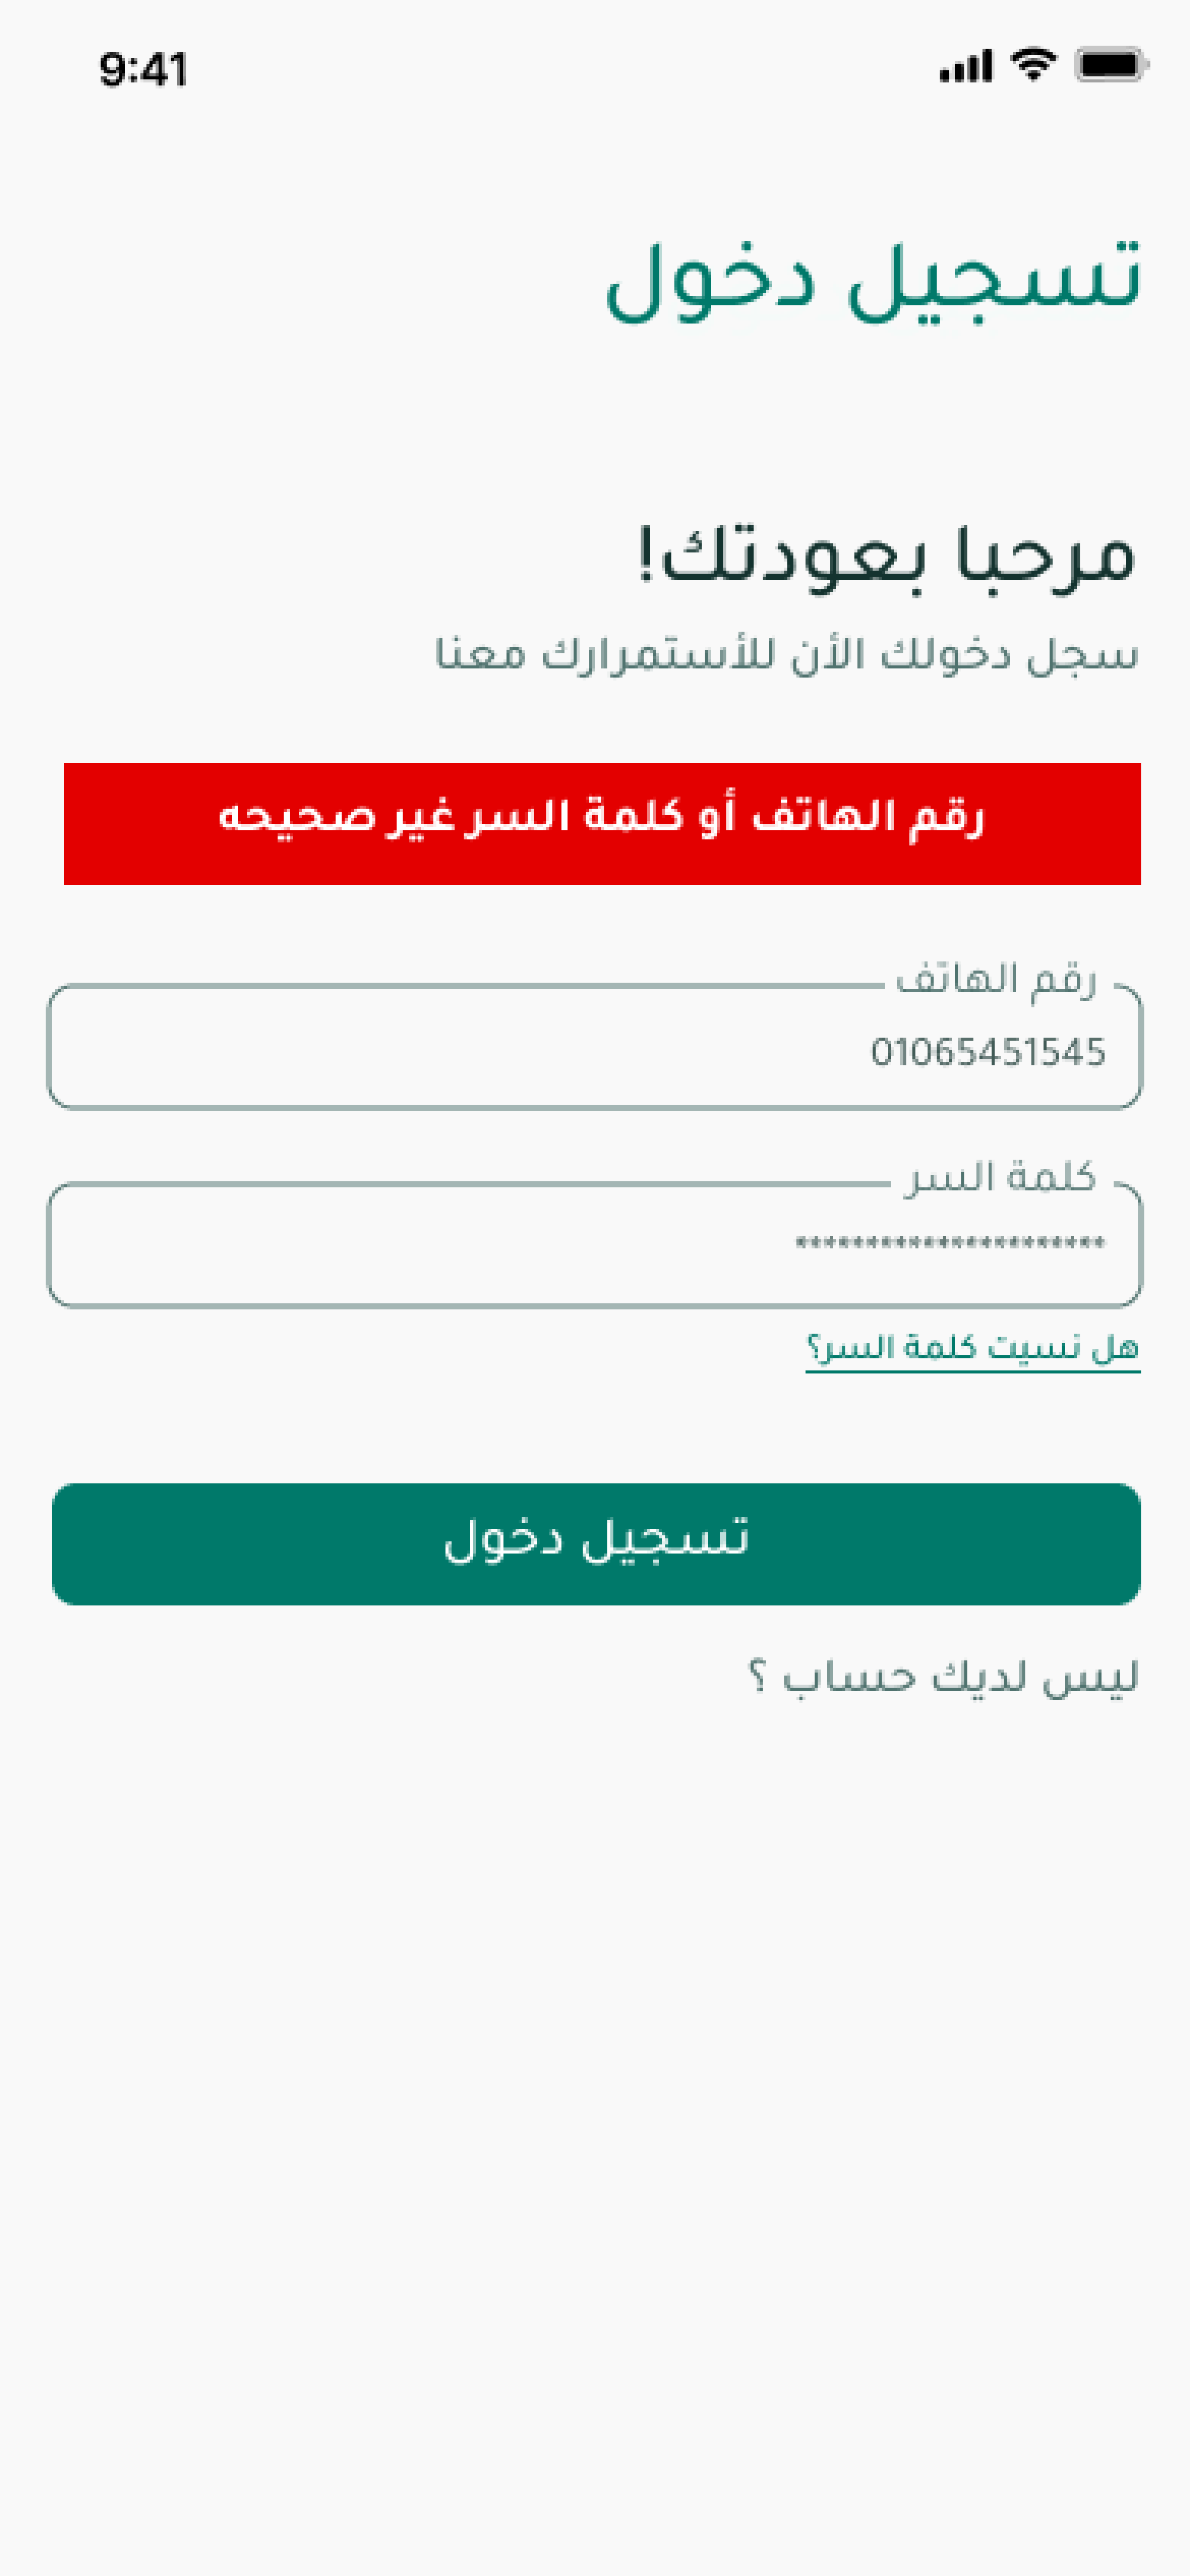 9:41
تسجيل دخول
مرحبا بعودتك!
سجل دخولك الأن للأستمرارك معنا
رقم الهاتف أو كلمة السر غير صحيحه
رقم الهاتف
01065451545
كلمة السر
**********************
هل نسيت كلمة السر؟
تسجيل دخول
ليس لديك حساب ؟